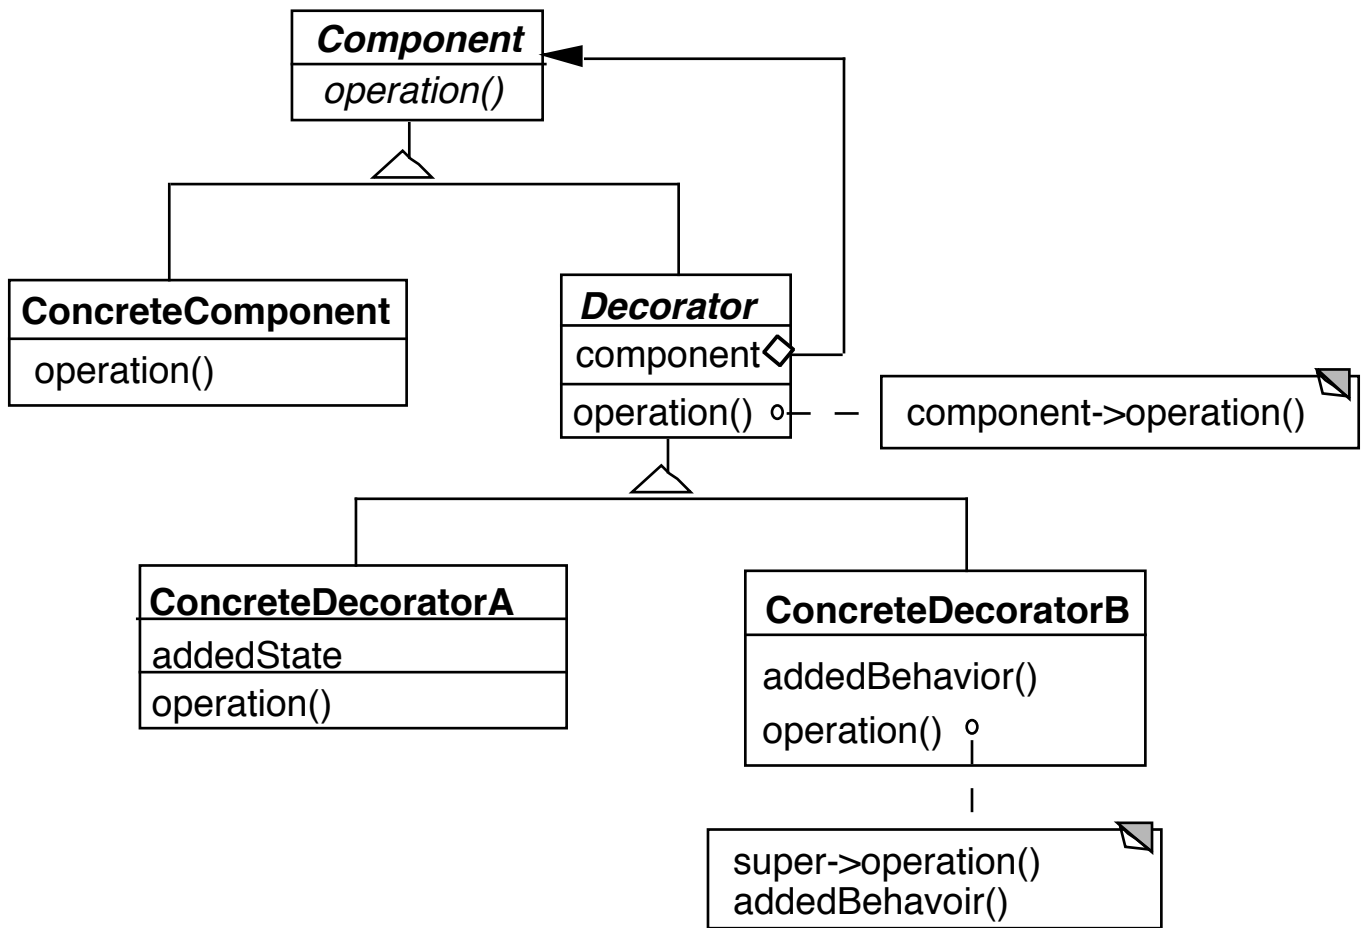 Component
operation()
ConcreteComponent
operation()
Decorator
component
operation()
component->operation()
ConcreteDecoratorA
addedState
operation()
ConcreteDecoratorB
addedBehavior()
operation()
super->operation()
addedBehavoir()